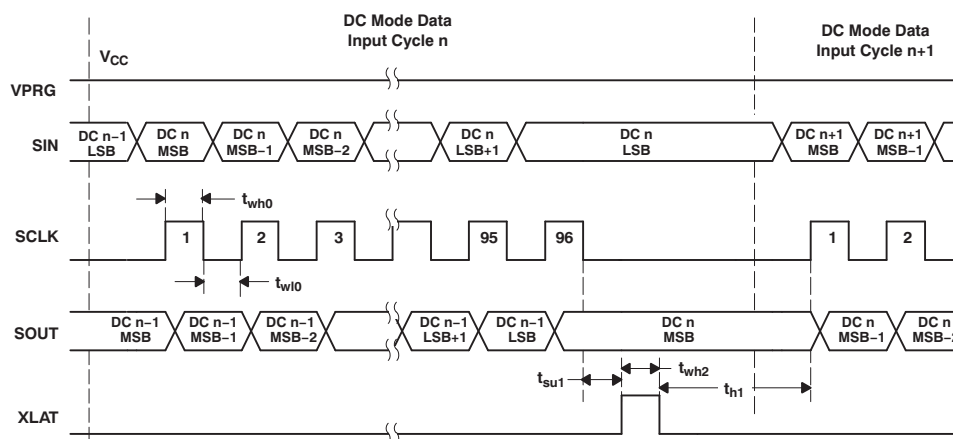 DC Mode Data
Input Cycle n
DC Mode Data
Input Cycle n+1
VCC
VPRG
SIN
DC n−1
LSB
DC n
MSB
DC n
MSB-1
DC n
MSB-2
DC n
LSB+1
DC n
LSB
DC n+1
MSB
DC n+1
MSB-1
twh0
SCLK
1
2
3
95
96
1
2
twl0
SOUT
DC n−1
MSB
DC n−1
MSB-1
DC n−1
MSB-2
DC n−1
LSB+1
DC n−1
LSB
DC n
MSB
DC n
MSB-1
DC n
MSB-2
tsu1
twh2
th1
XLAT